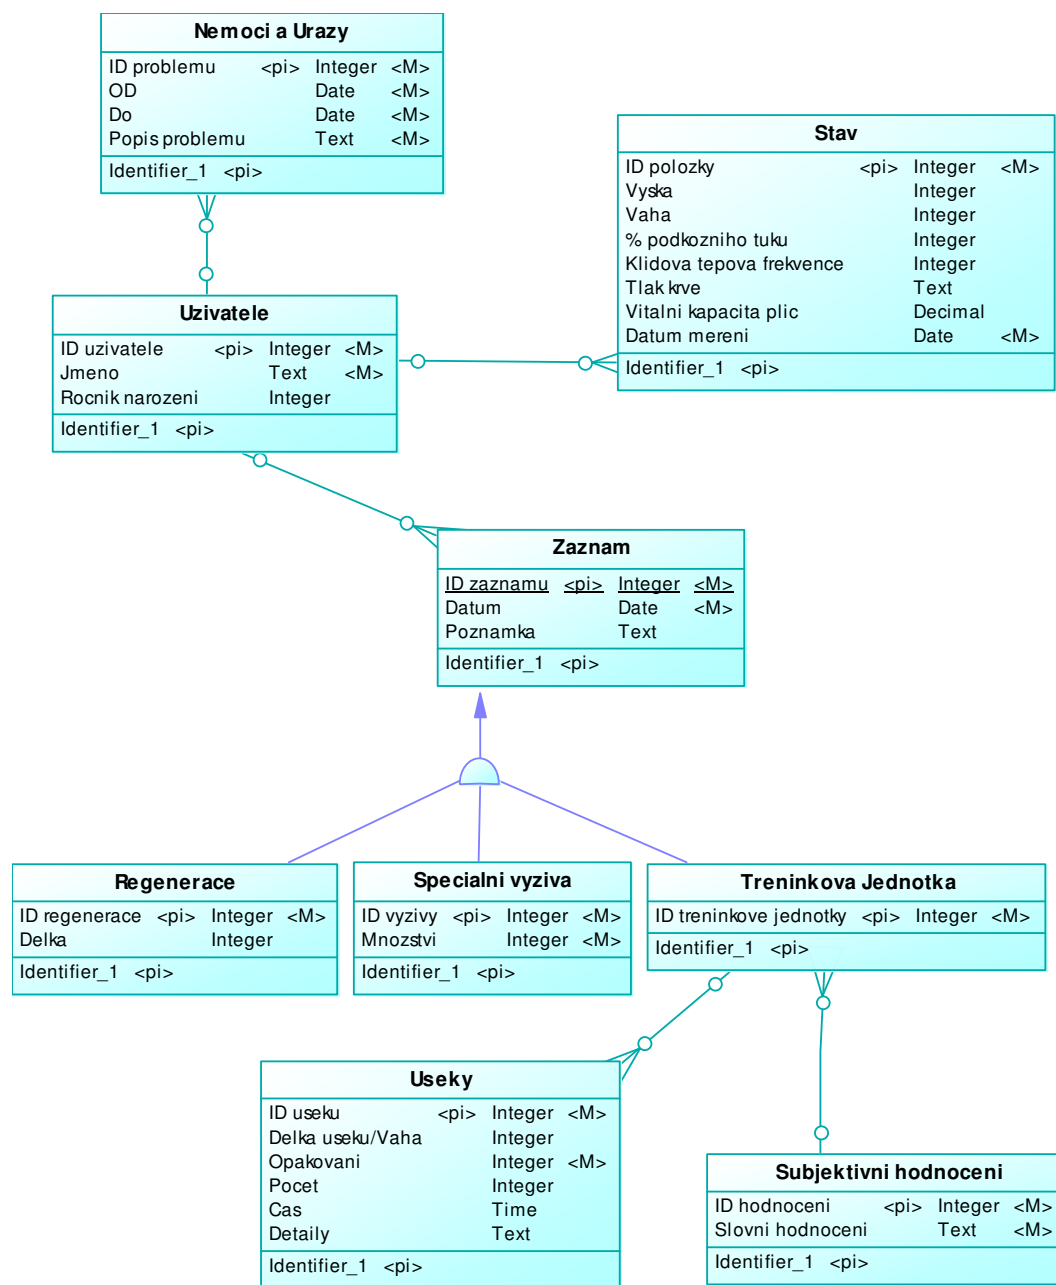 Nemoci a Urazy
ID problemu <pi> Integer <M>
OD Date <M>
Do Date <M>
Popis problemu Text <M>
Identifier_1 <pi>
Stav
ID polozky <pi> Integer <M>
Vyska Integer
Vaha Integer
% podkozniho tuku Integer
Klidova tepova frekvence Integer
Tlak krve Text
Vitalni kapacita plic Decimal
Datum mereni Date <M>
Identifier_1 <pi>
Uzivatele
ID uzivatele <pi> Integer <M>
Jmeno Text <M>
Rocnik narozeni Integer
Identifier_1 <pi>
Zaznam
ID zaznamu <pi> Integer <M>
Datum Date <M>
Poznamka Text
Identifier_1 <pi>
Regenerace
ID regenerace <pi> Integer <M>
Delka Integer
Identifier_1 <pi>
Specialni vyziva
ID vyzivy <pi> Integer <M>
Mnozstvi Integer <M>
Identifier_1 <pi>
Treninkova Jednotka
ID treninkove jednotky <pi> Integer <M>
Identifier_1 <pi>
Useky
ID useku <pi> Integer <M>
Delka useku/Vaha Integer
Opakovani Integer <M>
Pocet Integer
Cas Time
Detaily Text
Identifier_1 <pi>
Subjektivni hodnoceni
ID hodnoceni <pi> Integer <M>
Slovni hodnoceni Text <M>
Identifier_1 <pi>